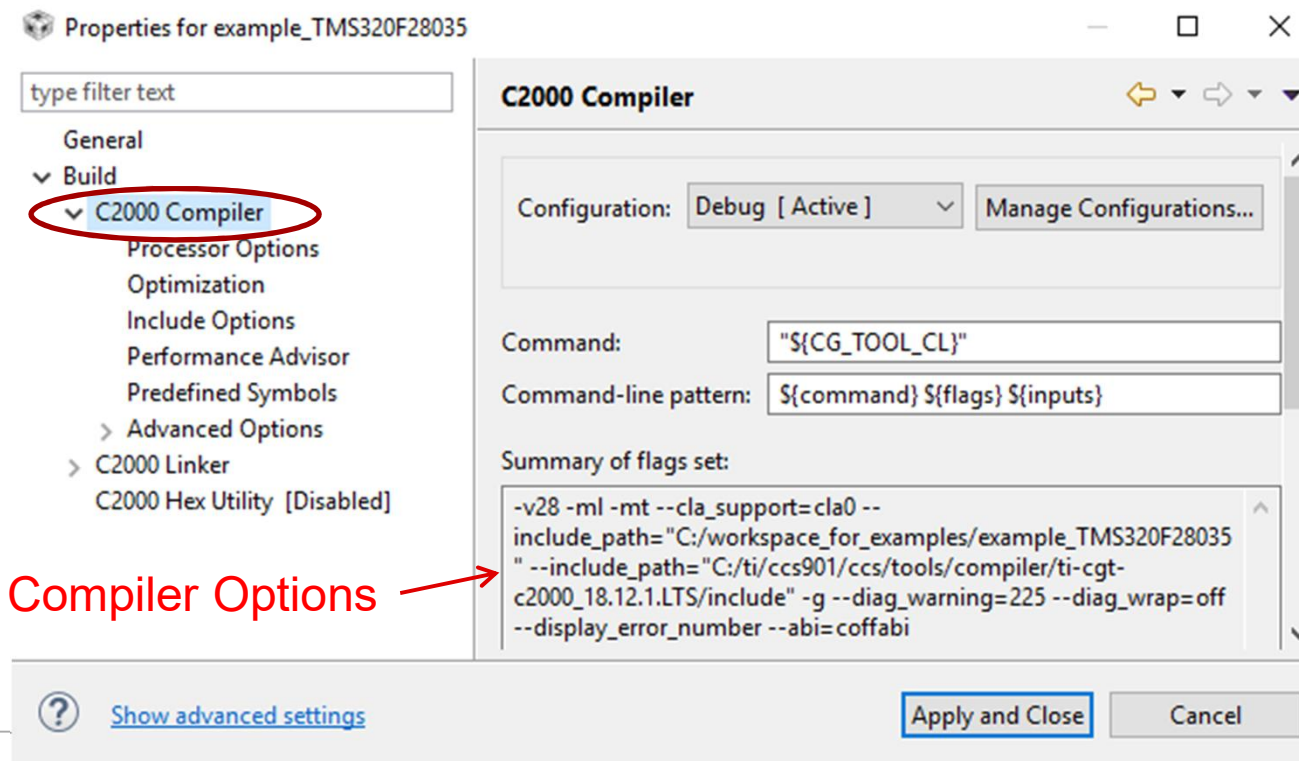 Properties for example_TMS320F28035
type filter text
General
Build
C2000 Compiler
Processor Options
Optimization
Include Options
Performance Advisor
Predefined Symbols
Advanced Options
C2000 Linker
C2000 Hex Utility [Disabled]
Compiler Options
C2000 Compiler
Configuration: Debug [ Active ] Manage Configurations...
Command: "${CG_TOOL_CL}"
Command-line pattern: ${command} ${flags} ${inputs}
Summary of flags set:
-v28 -ml -mt --cla_support=cla0 --
include_path="C:/workspace_for_examples/example_TMS320F28035
" --include_path="C:/ti/ccs901/ccs/tools/compiler/ti-cgt-
c2000_18.12.1.LTS/include" -g --diag_warning=225 --diag_wrap=off
--display_error_number --abi=coffabi
? Show advanced settings
Apply and Close Cancel